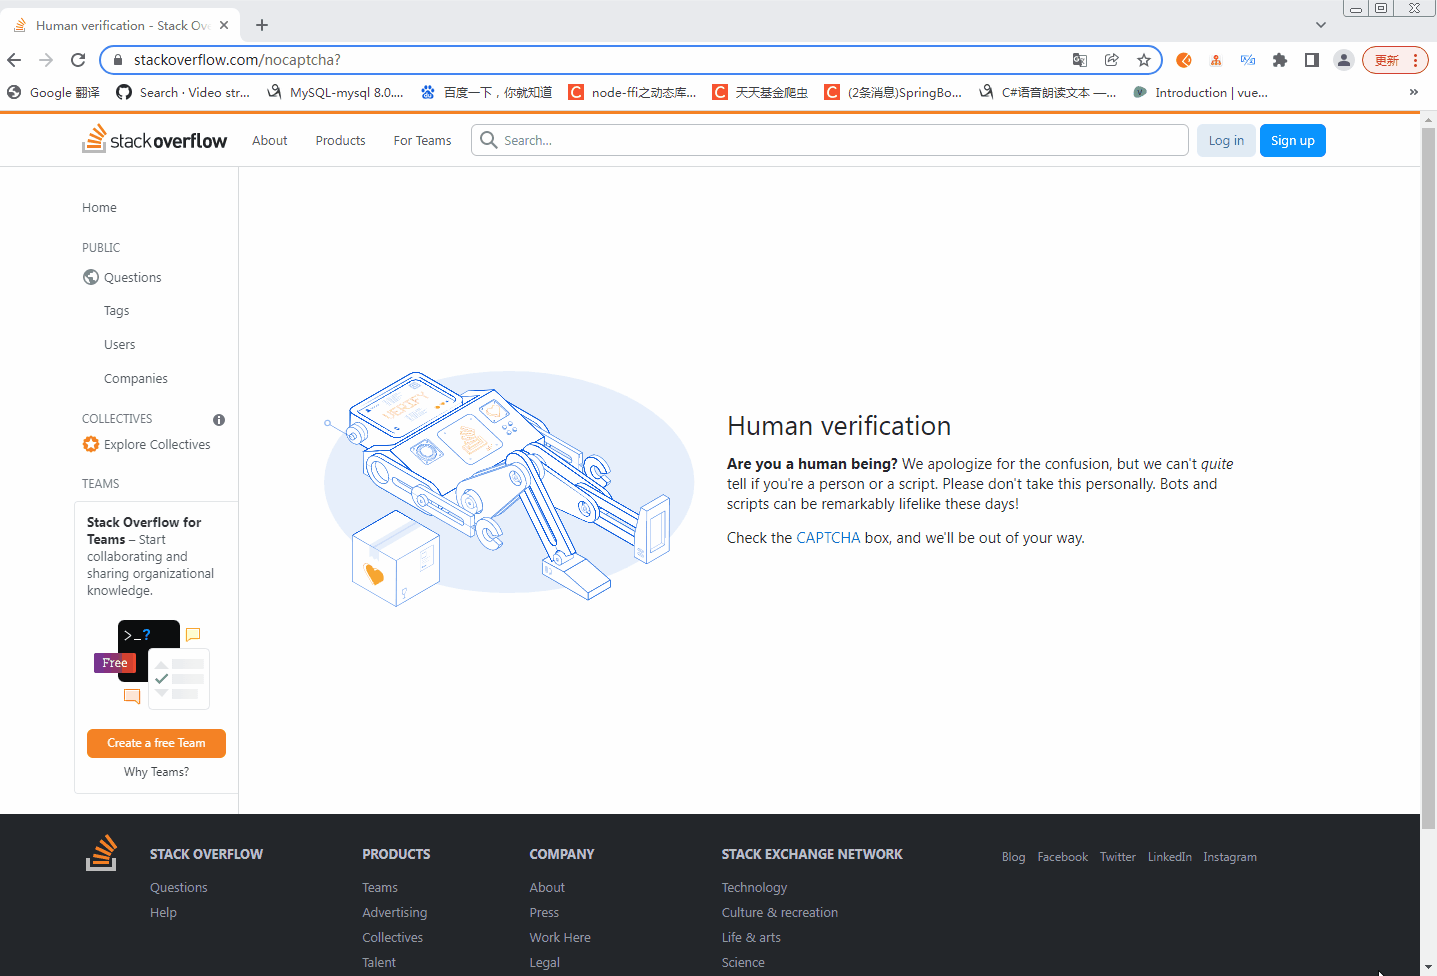 Human verification - Stack Ov
stackoverflow.com/nocaptcha?
更新
Google 翻译
Search · Video str...
MySQL-mysql 8.0....
百度一下，你就知道
node-ffi之动态库...
天天基金爬虫
(2条消息)SpringBo...
C#语音朗读文本 —...
Introduction | vue...
»
stackoverflow
About
Products
For Teams
Search...
Log in
Sign up
Home
PUBLIC
Questions
Tags
Users
Companies
COLLECTIVES
Explore Collectives
TEAMS
Stack Overflow for
Teams – Start
collaborating and
sharing organizational
knowledge.
>_?
Free
Create a free Team
Why Teams?
VERIFY
Human verification
Are you a human being? We apologize for the confusion, but we can't quite
tell if you're a person or a script. Please don't take this personally. Bots and
scripts can be remarkably lifelike these days!
Check the CAPTCHA box, and we'll be out of your way.
STACK OVERFLOW
Questions
Help
PRODUCTS
Teams
Advertising
Collectives
Talent
COMPANY
About
Press
Work Here
Legal
STACK EXCHANGE NETWORK
Technology
Culture & recreation
Life & arts
Science
Blog
Facebook
Twitter
LinkedIn
Instagram